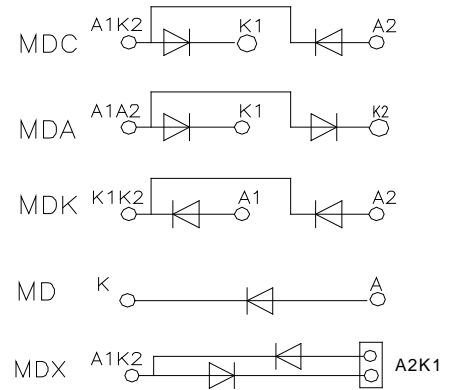 MDC A1K2 K1 A2
MDA A1A2 K1 K2
MDK K1K2 A1 A2
MD K A
MDX A1K2 A2K1